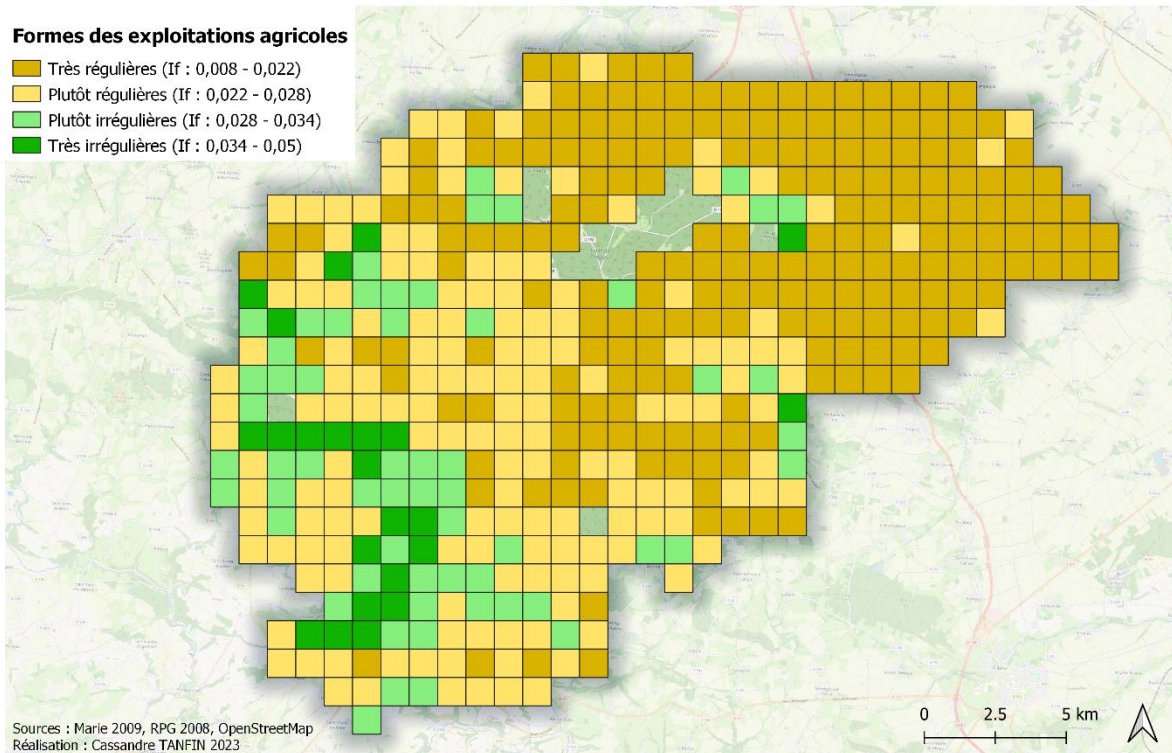 Formes des exploitations agricoles
Très régulières (If : 0,008 - 0,022)
Plutôt régulières (If : 0,022 - 0,028)
Plutôt irrégulières (If : 0,028 - 0,034)
Très irrégulières (If : 0,034 - 0,05)
Sources : Marie 2009, RPG 2008, OpenStreetMap
Réalisation : Cassandre TANFIN 2023
0 2.5 5 km